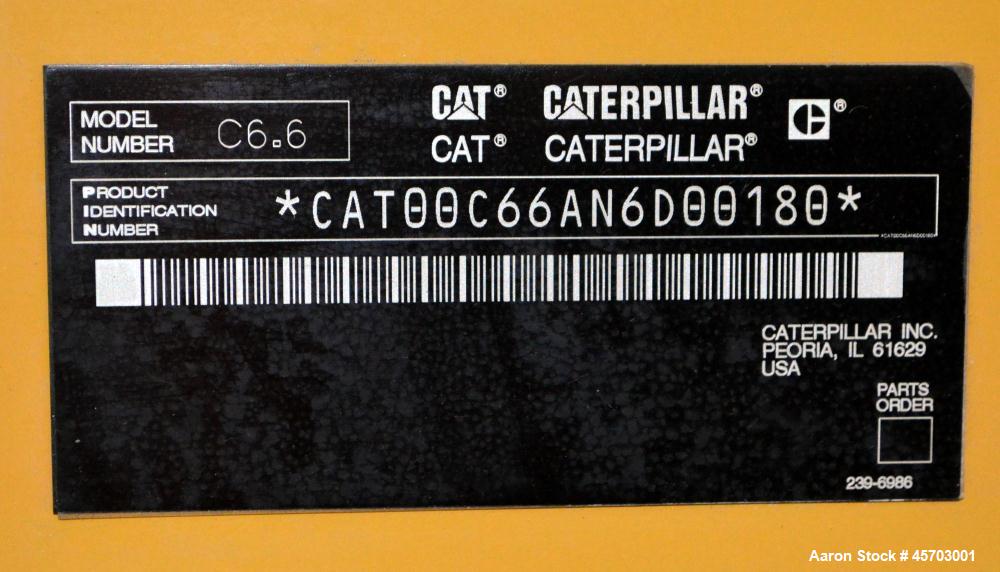 CAT® CATERPILLAR® ®
CAT® CATERPILLAR®
MODEL
NUMBER C6.6
PRODUCT
IDENTIFICATION
NUMBER
*CAT00C66AN6D00180*
*CAT00C66AN6D00180*
CATERPILLAR INC.
PEORIA, IL 61629
USA
PARTS
ORDER
239-6986
Aaron Stock # 45703001